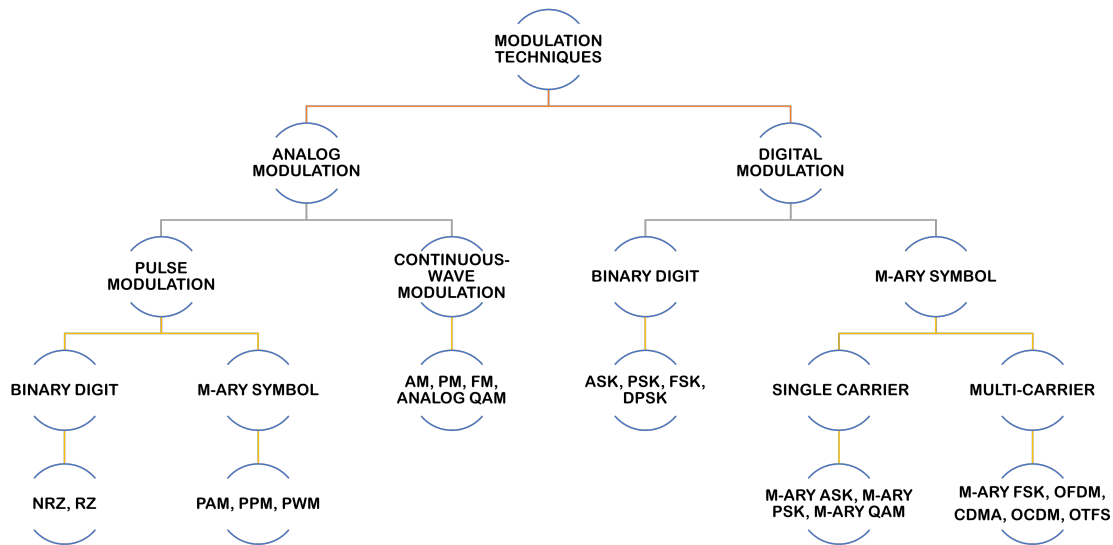 MODULATION
TECHNIQUES
ANALOG
MODULATION
DIGITAL
MODULATION
PULSE
MODULATION
CONTINUOUS-
WAVE
MODULATION
BINARY DIGIT
M-ARY SYMBOL
BINARY DIGIT
M-ARY SYMBOL
AM, PM, FM,
ANALOG QAM
ASK, PSK, FSK,
DPSK
SINGLE CARRIER
MULTI-CARRIER
NRZ, RZ
PAM, PPM, PWM
M-ARY ASK, M-ARY
PSK, M-ARY QAM
M-ARY FSK, OFDM,
CDMA, OCDM, OTFS